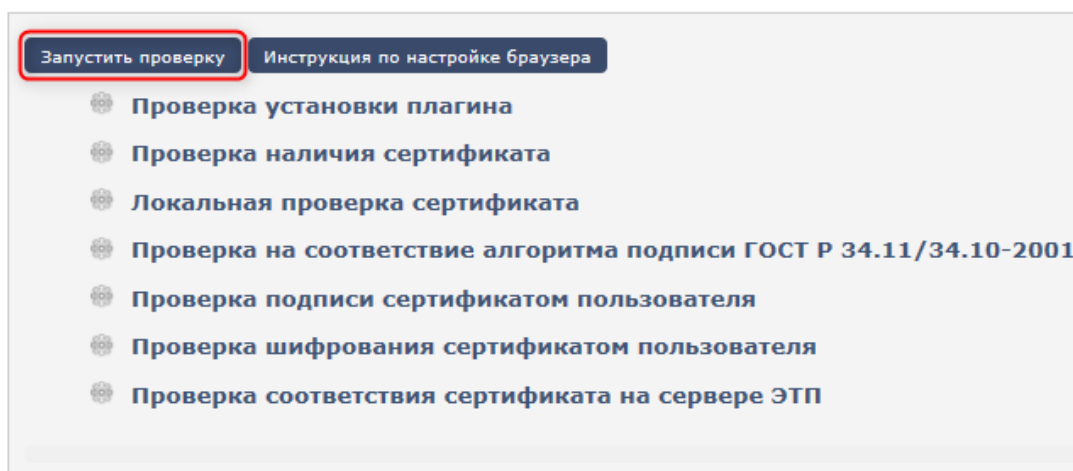 Запустить проверку Инструкция по настройке браузера
Проверка установки плагина
Проверка наличия сертификата
Локальная проверка сертификата
Проверка на соответствие алгоритма подписи ГОСТ Р 34.11/34.10-2001
Проверка подписи сертификатом пользователя
Проверка шифрования сертификатом пользователя
Проверка соответствия сертификата на сервере ЭТП